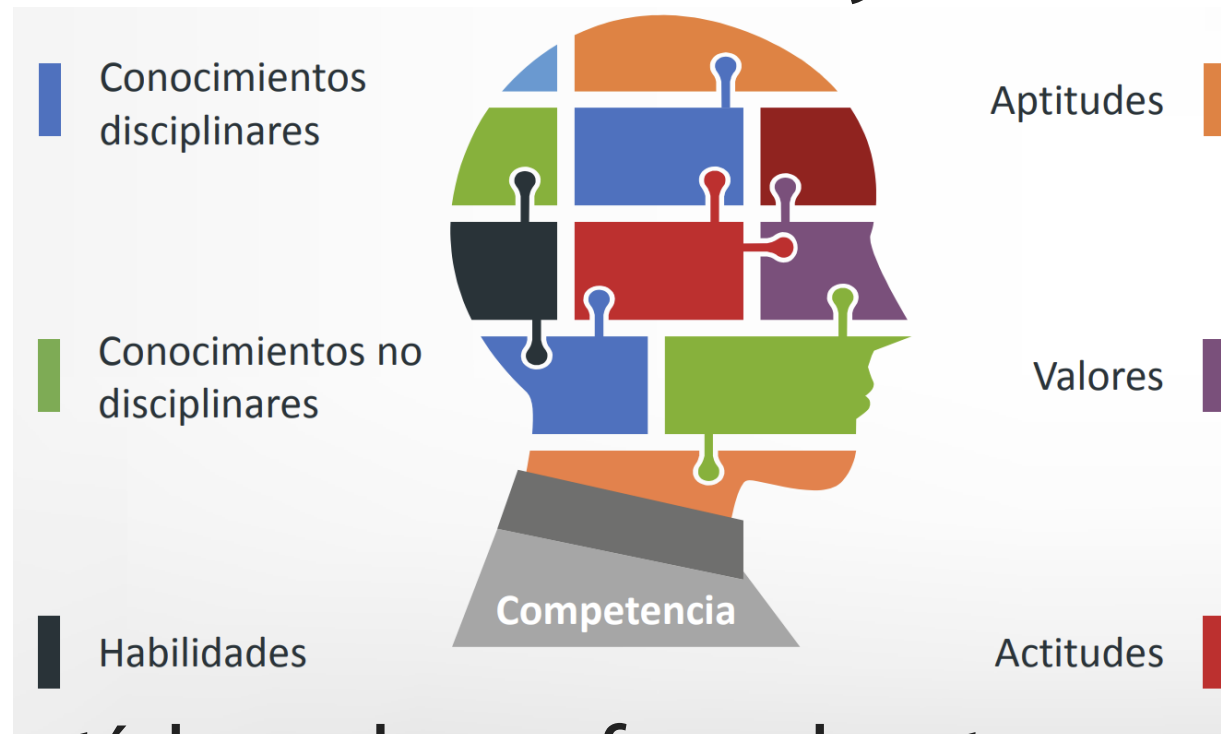 Conocimientos
disciplinares
Aptitudes
Conocimientos no
disciplinares
Valores
Competencia
Habilidades
Actitudes